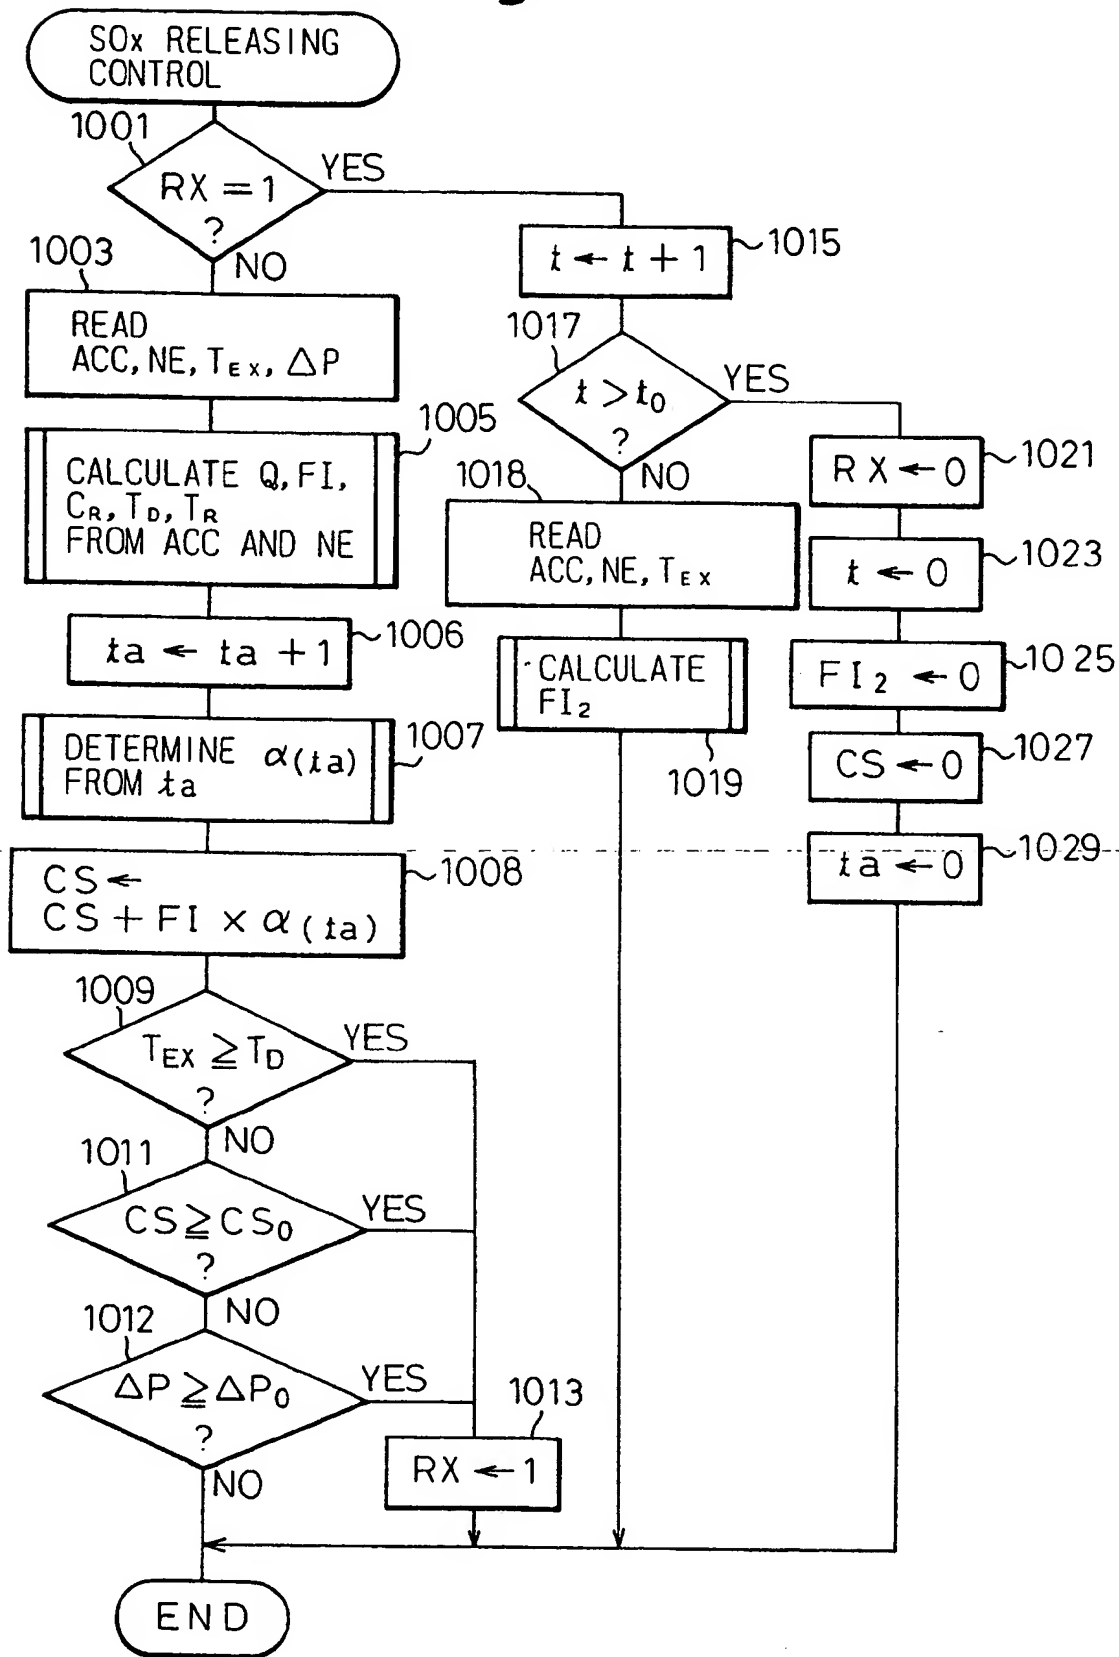 SOx RELEASING
CONTROL
1001
RX = 1
?
YES
NO
1003
READ
ACC, NE, TEX, △P
1005
CALCULATE Q, FI,
CR, TD, TR
FROM ACC AND NE
1006
ta ← ta + 1
1007
DETERMINE α(ta)
FROM ta
1008
CS ←
CS + FI × α(ta)
1009
TEX ≧ TD
?
YES
NO
1011
CS ≧ CS0
?
YES
NO
1012
△P ≧ △P0
?
YES
NO
1013
RX ← 1
1015
t ← t + 1
1017
t > t0
?
YES
NO
1018
READ
ACC, NE, TEX
CALCULATE
FI2
1019
RX ← 0
1021
t ← 0
1023
FI2 ← 0
1025
CS ← 0
1027
ta ← 0
1029
END